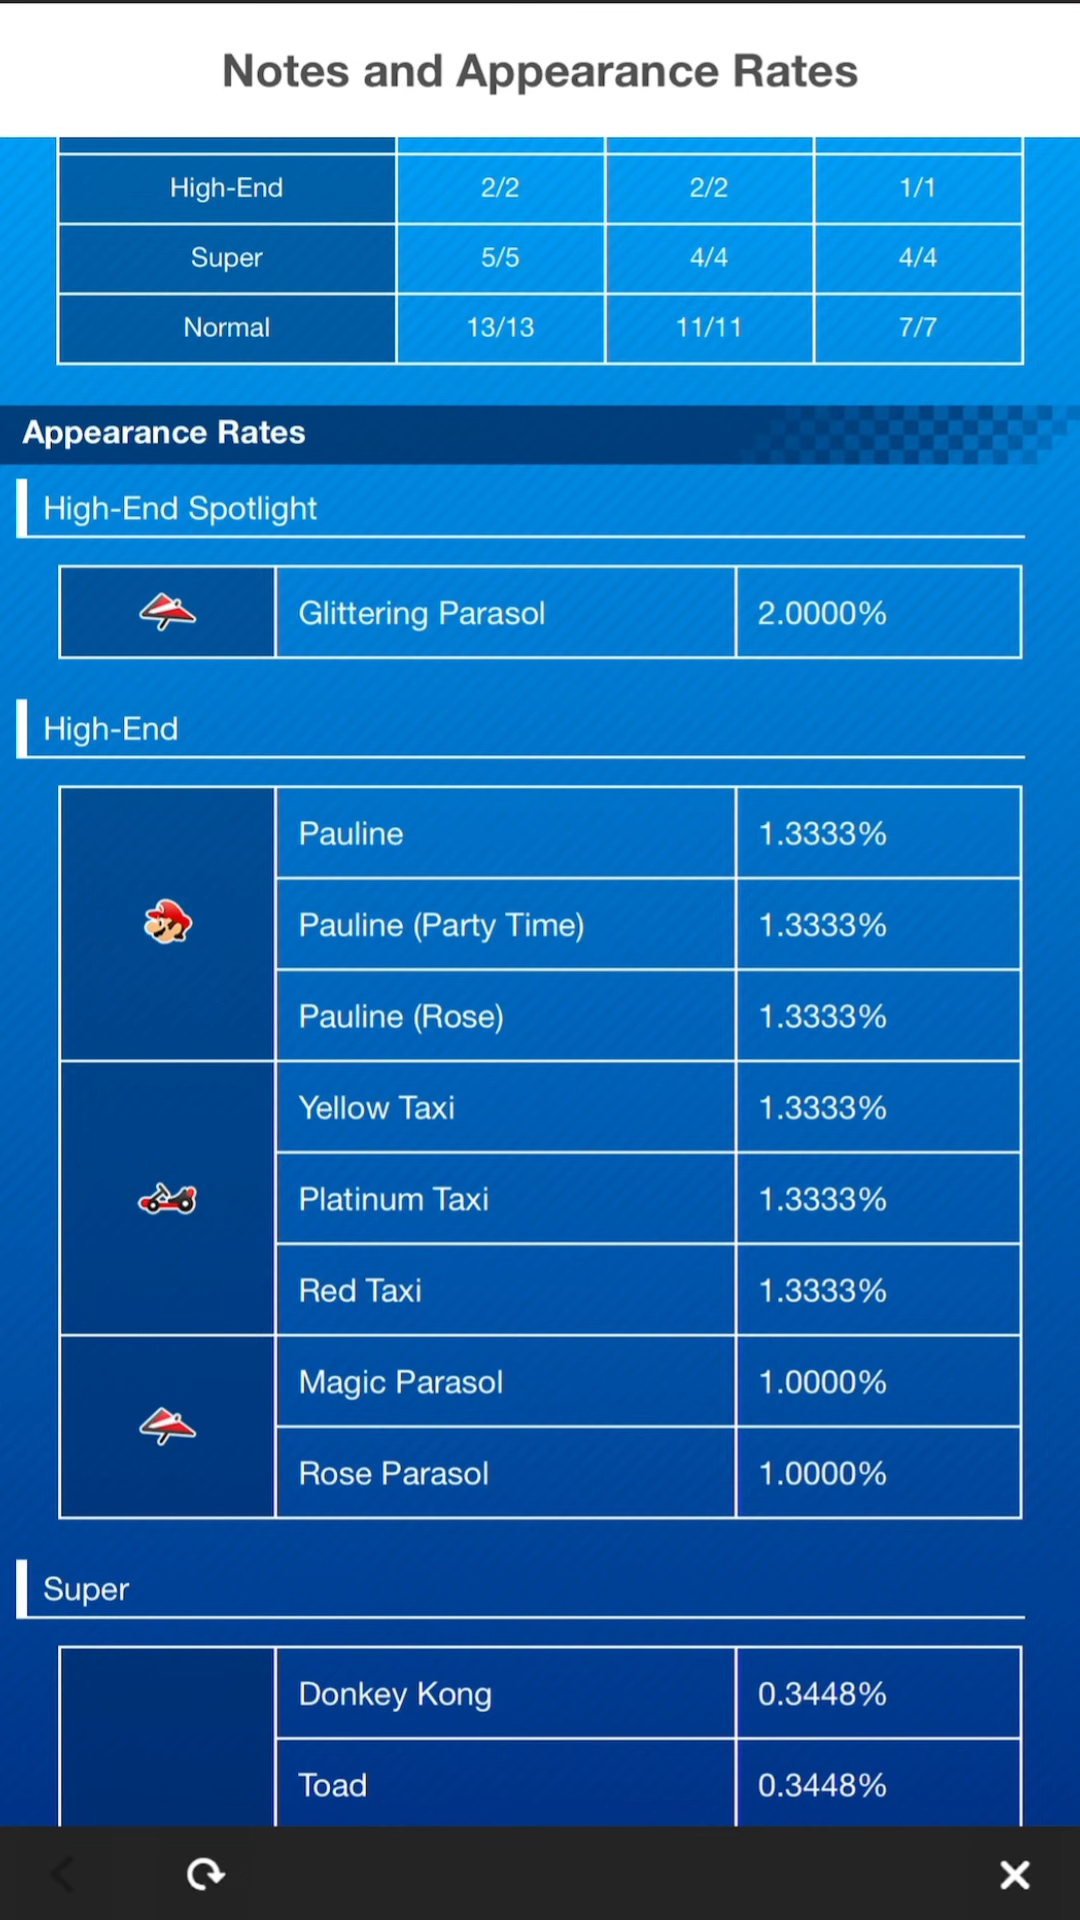 Notes and Appearance Rates
High-End 2/2 2/2 1/1
Super 5/5 4/4 4/4
Normal 13/13 11/11 7/7
Appearance Rates
High-End Spotlight
Glittering Parasol 2.0000%
High-End
Pauline 1.3333%
Pauline (Party Time) 1.3333%
Pauline (Rose) 1.3333%
Yellow Taxi 1.3333%
Platinum Taxi 1.3333%
Red Taxi 1.3333%
Magic Parasol 1.0000%
Rose Parasol 1.0000%
Super
Donkey Kong 0.3448%
Toad 0.3448%